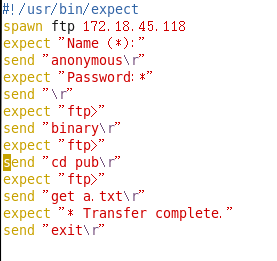 #!/usr/bin/expect
spawn ftp 172.18.45.118
expect "Name (*):"
send "anonymous\r"
expect "Password:*"
send "\r"
expect "ftp>"
send "binary\r"
expect "ftp>"
send "cd pub\r"
expect "ftp>"
send "get a.txt\r"
expect "* Transfer complete."
send "exit\r"